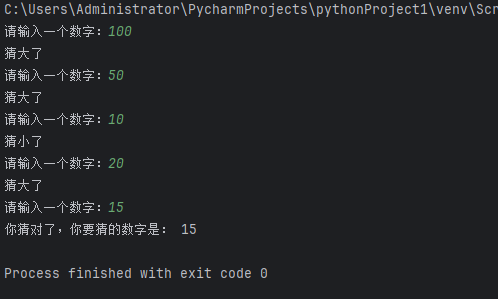 C:\Users\Administrator\PycharmProjects\pythonProject1\venv\Scr
请输入一个数字：100
猜大了
请输入一个数字：50
猜大了
请输入一个数字：10
猜小了
请输入一个数字：20
猜大了
请输入一个数字：15
你猜对了，你要猜的数字是： 15
Process finished with exit code 0